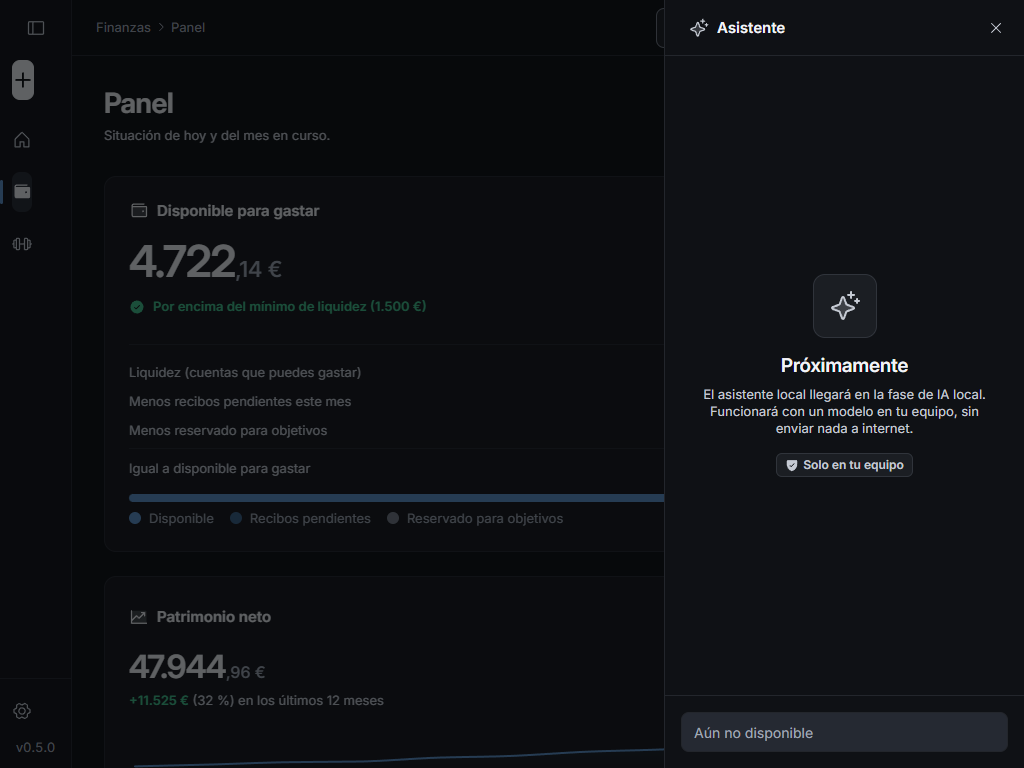 Finanzas > Panel
Asistente
Panel
Situación de hoy y del mes en curso.
Disponible para gastar
4.722,14 €
Por encima del mínimo de liquidez (1.500 €)
Liquidez (cuentas que puedes gastar)
Menos recibos pendientes este mes
Menos reservado para objetivos
Igual a disponible para gastar
Disponible
Recibos pendientes
Reservado para objetivos
Patrimonio neto
47.944,96 €
+11.525 € (32 %) en los últimos 12 meses
v0.5.0
Próximamente
El asistente local llegará en la fase de IA local.
Funcionará con un modelo en tu equipo, sin
enviar nada a internet.
Solo en tu equipo
Aún no disponible